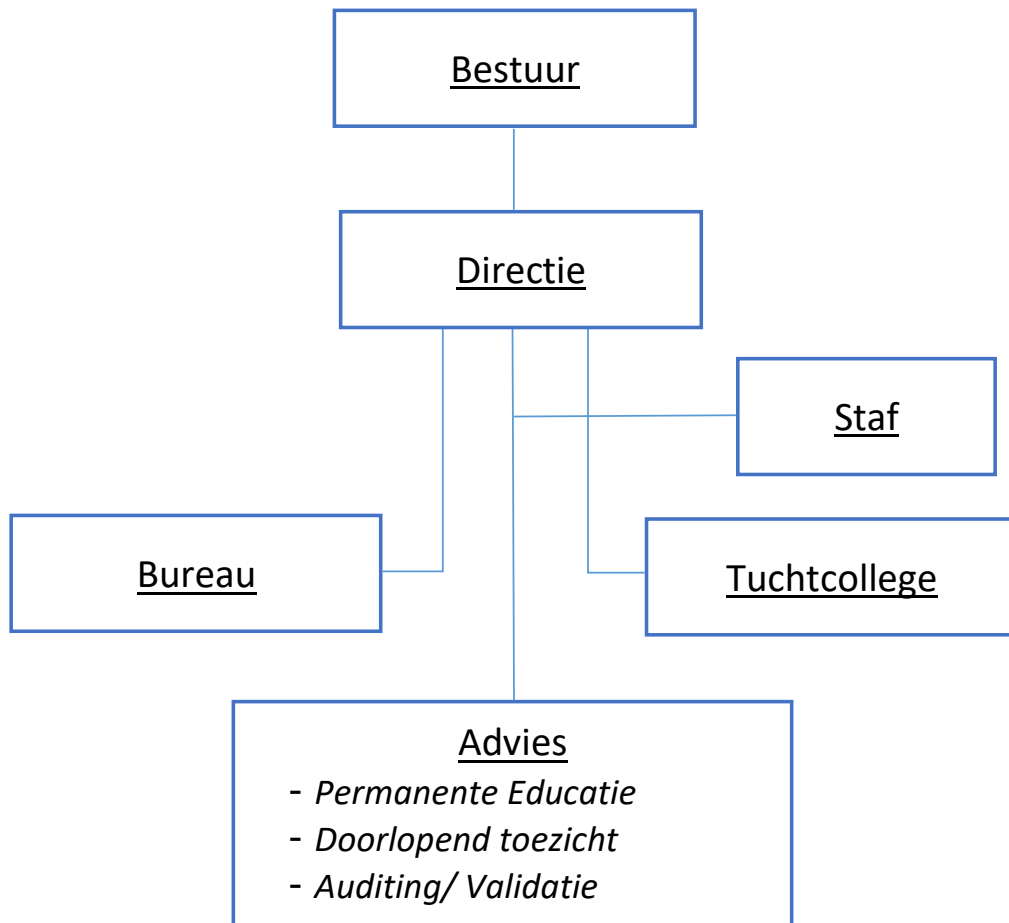 Bestuur
Directie
Staf
Bureau
Tuchtcollege
Advies
- Permanente Educatie
- Doorlopend toezicht
- Auditing/ Validatie